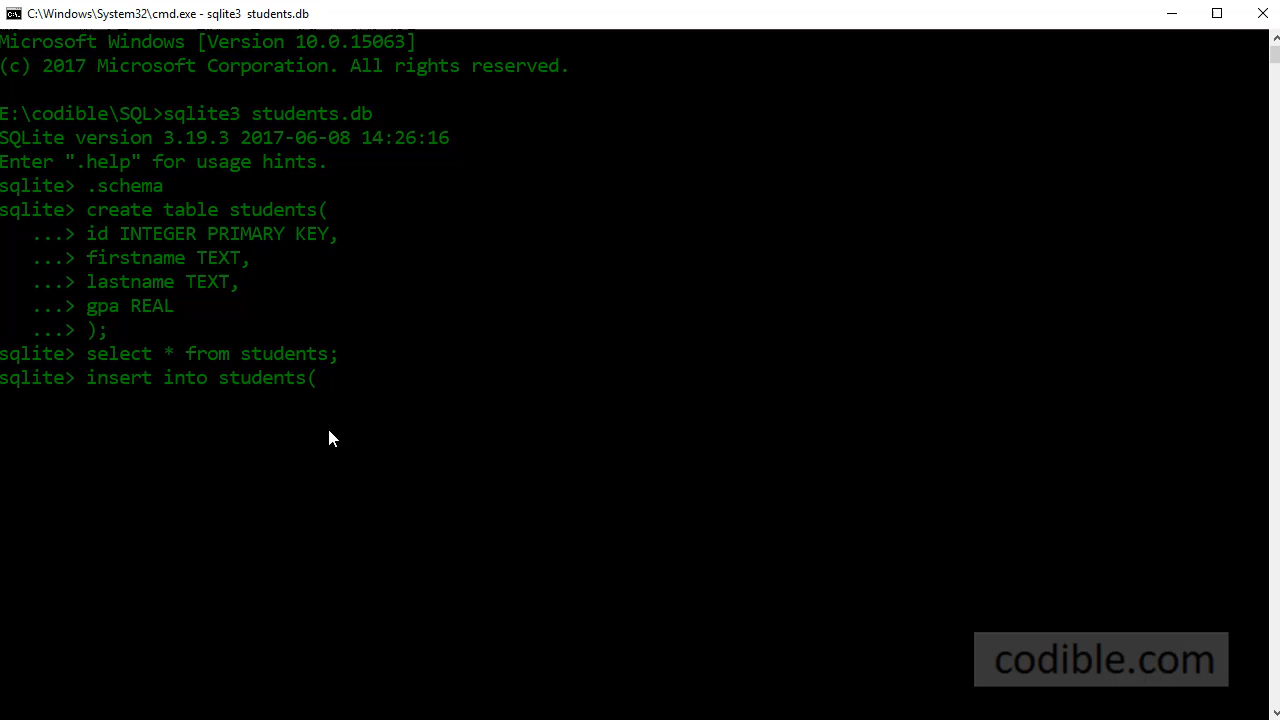 C:\Windows\System32\cmd.exe - sqlite3 students.db
Microsoft Windows [Version 10.0.15063]
(c) 2017 Microsoft Corporation. All rights reserved.
E:\codible\SQL>sqlite3 students.db
SQLite version 3.19.3 2017-06-08 14:26:16
Enter ".help" for usage hints.
sqlite> .schema
sqlite> create table students(
   ...> id INTEGER PRIMARY KEY,
   ...> firstname TEXT,
   ...> lastname TEXT,
   ...> gpa REAL
   ...> );
sqlite> select * from students;
sqlite> insert into students(
codible.com